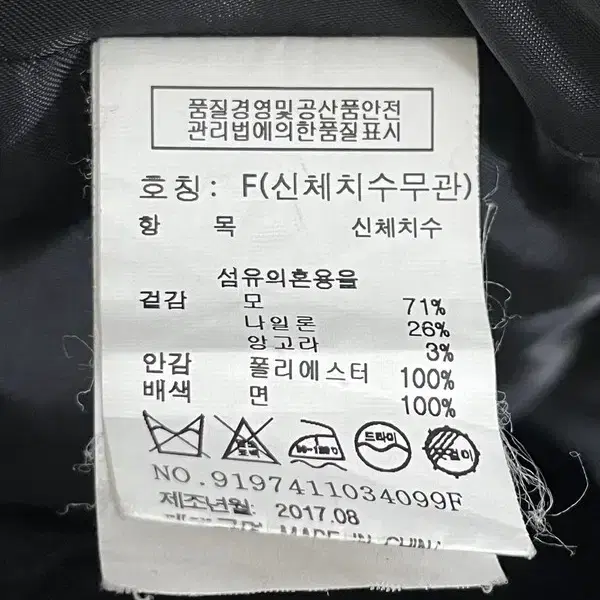 품질경영및공산품안전
관리법에의한품질표시
호칭: F(신체치수무관)
항 목 신체치수
섬유의혼용율
겉감 모 71%
나일론 26%
앙고라 3%
안감 폴리에스터 100%
배색 면 100%
드라이
NO.9197411034099F
제조년월: 2017.08
MADE IN CHINA